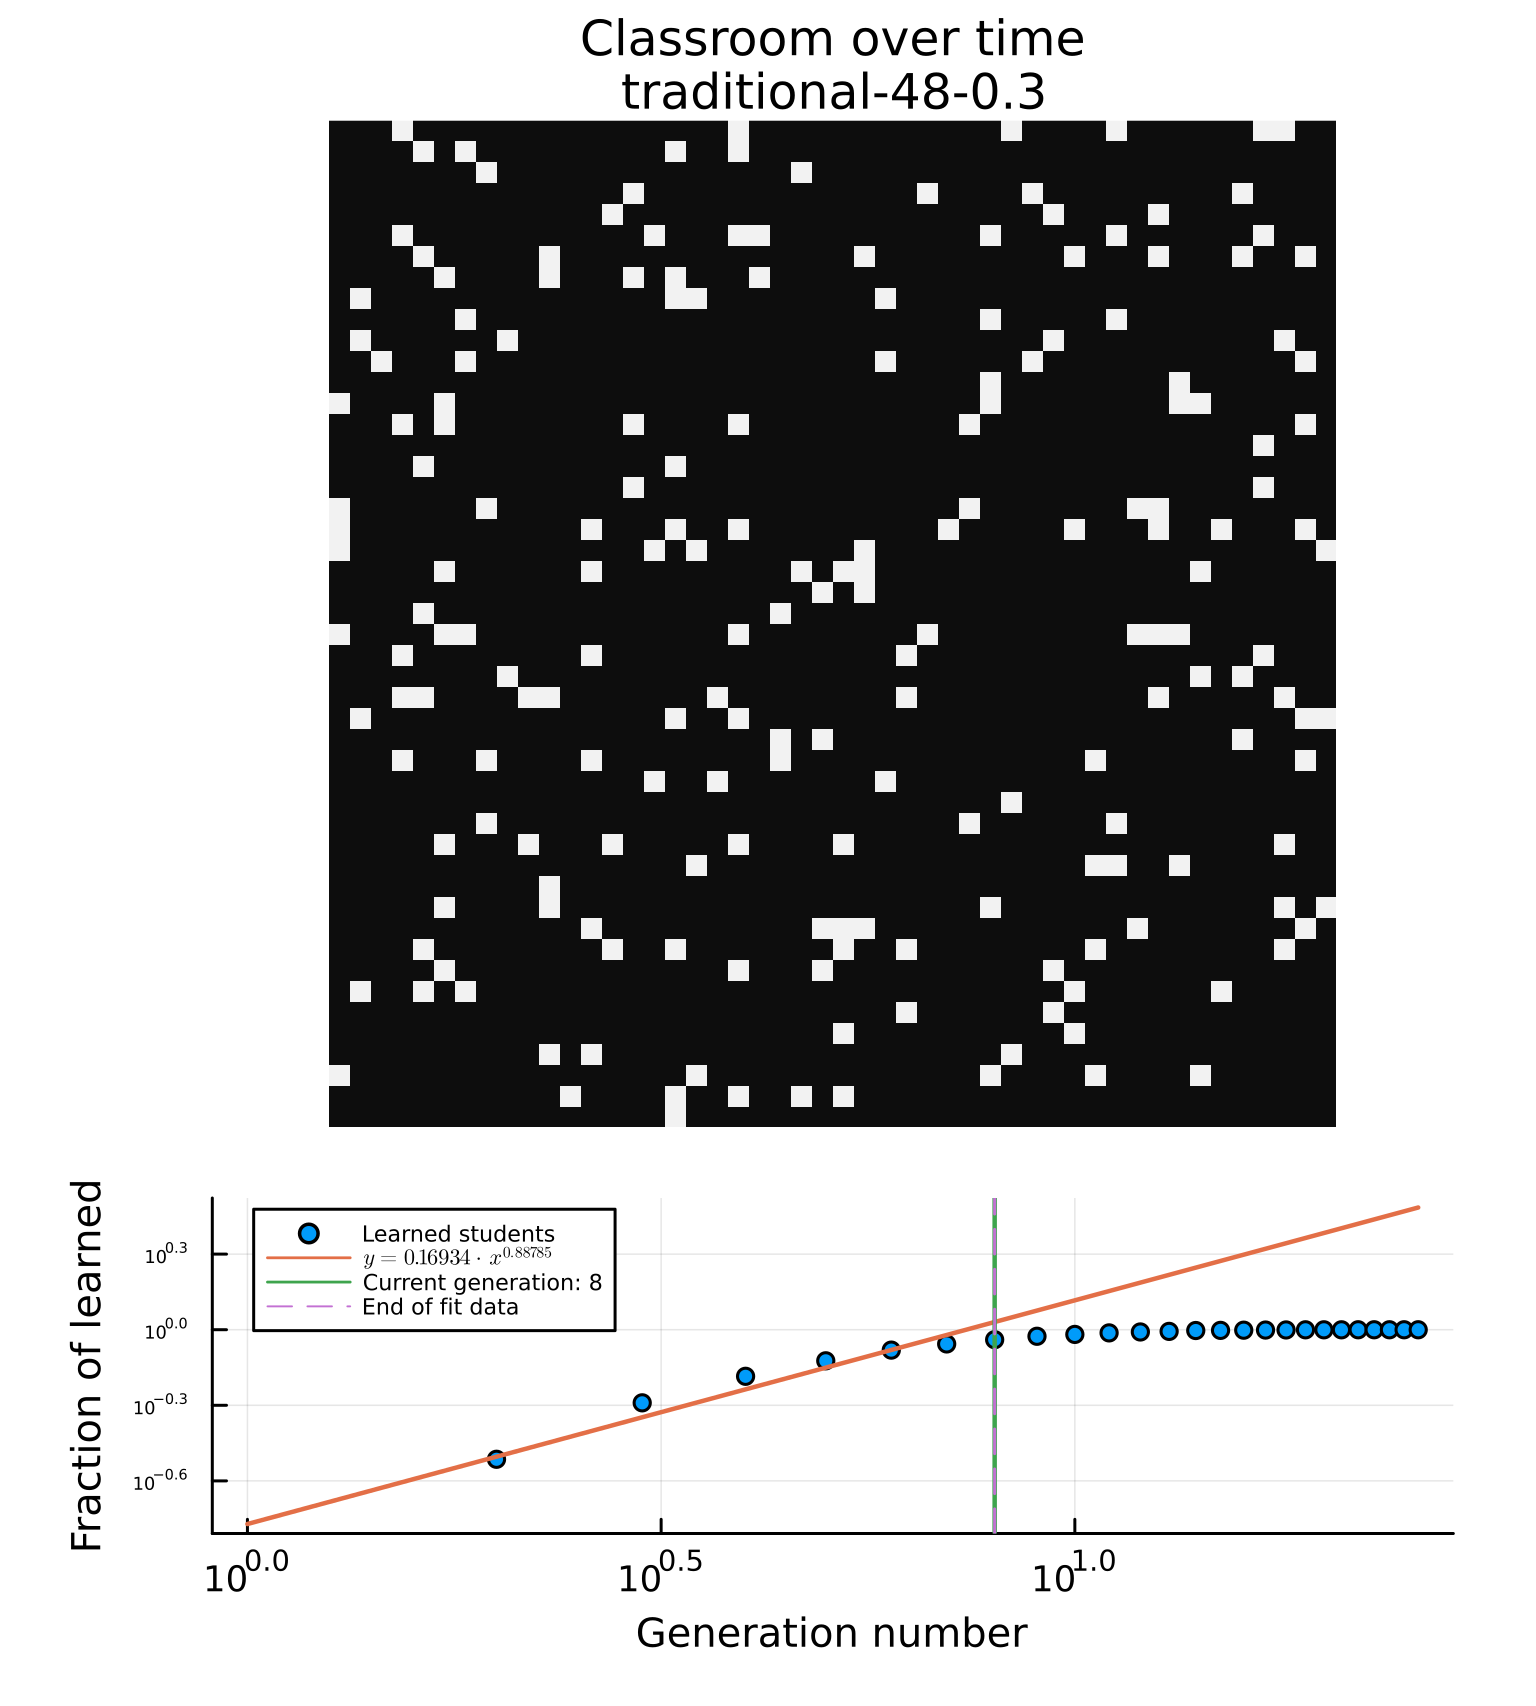 Classroom over time
traditional-48-0.3
Fraction of learned
10^0.3
10^0.0
10^−0.3
10^−0.6
Learned students
y = 0.16934 · x^0.88785
Current generation: 8
End of fit data
10^0.0 10^0.5 10^1.0
Generation number